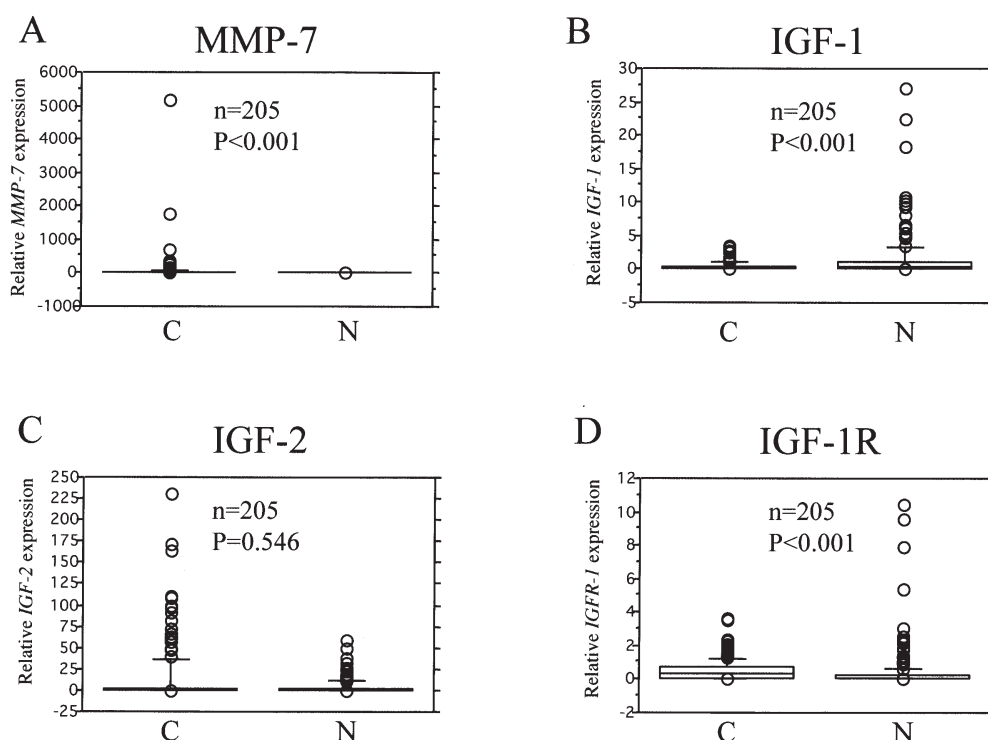 A
MMP-7
Relative MMP-7 expression
6000
5000
4000
3000
2000
1000
0
-1000
n=205
P<0.001
C
N
B
IGF-1
Relative IGF-1 expression
30
25
20
15
10
5
0
-5
n=205
P<0.001
C
N
C
IGF-2
Relative IGF-2 expression
250
225
200
175
150
125
100
75
50
25
0
-25
n=205
P=0.546
C
N
D
IGF-1R
Relative IGFR-1 expression
12
10
8
6
4
2
0
-2
n=205
P<0.001
C
N